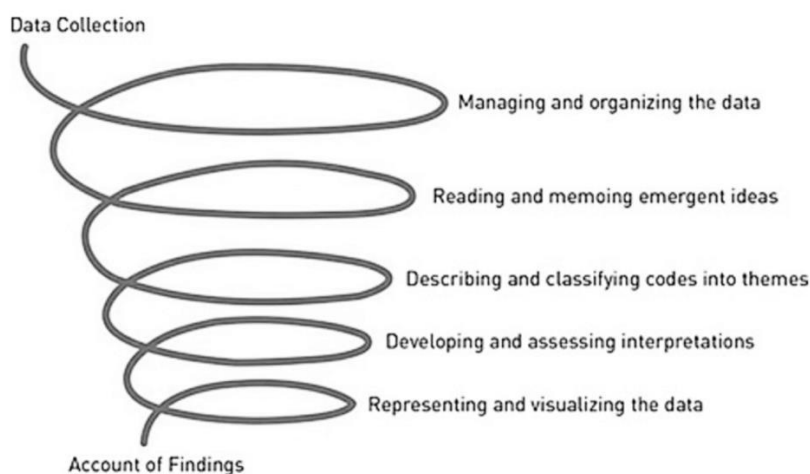 Data Collection
Managing and organizing the data
Reading and memoing emergent ideas
Describing and classifying codes into themes
Developing and assessing interpretations
Representing and visualizing the data
Account of Findings